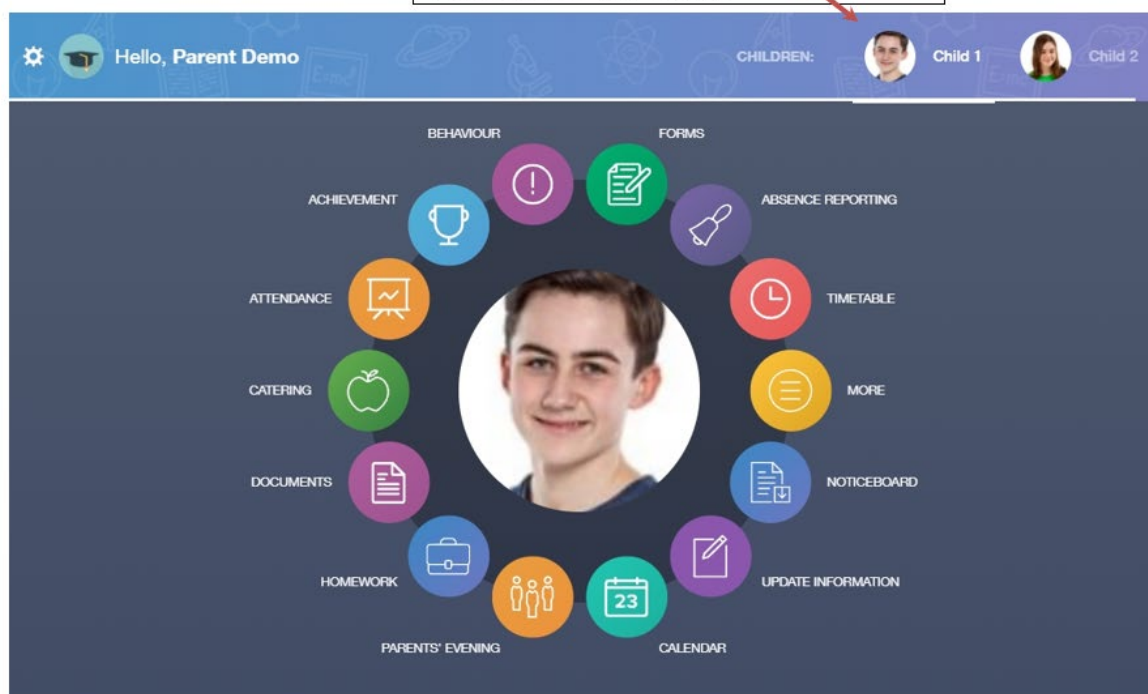 Hello, Parent Demo
CHILDREN:
Child 1
Child 2
BEHAVIOUR
FORMS
ACHIEVEMENT
ABSENCE REPORTING
ATTENDANCE
TIMETABLE
CATERING
MORE
DOCUMENTS
NOTICEBOARD
HOMEWORK
UPDATE INFORMATION
23
PARENTS' EVENING
CALENDAR